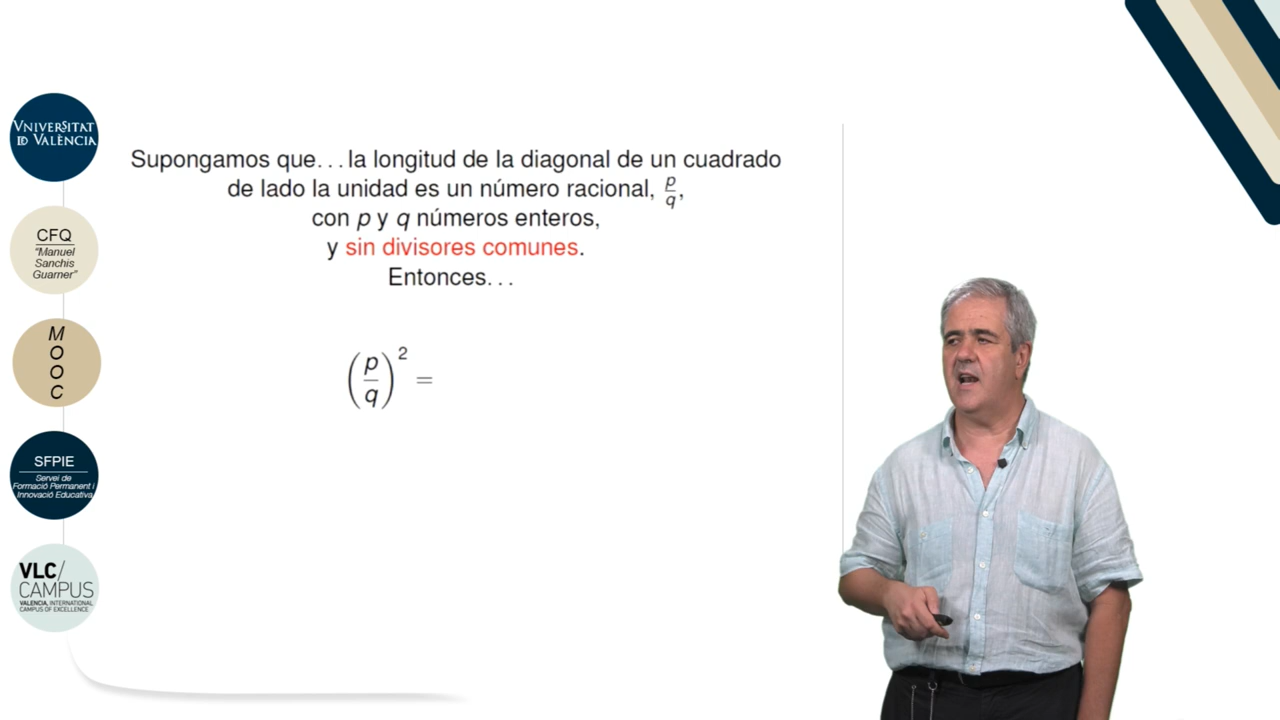 VNIVERSITAT
ID VALÈNCIA
CFQ
"Manuel
Sanchis
Guarner"
M
O
O
C
SFPIE
Servei de
Formació Permanent i
Innovació Educativa
VLC/
CAMPUS
VALENCIA, INTERNATIONAL
CAMPUS OF EXCELLENCE
Supongamos que...la longitud de la diagonal de un cuadrado
de lado la unidad es un número racional, p/q,
con p y q números enteros,
y sin divisores comunes.
Entonces...
(p/q)² =